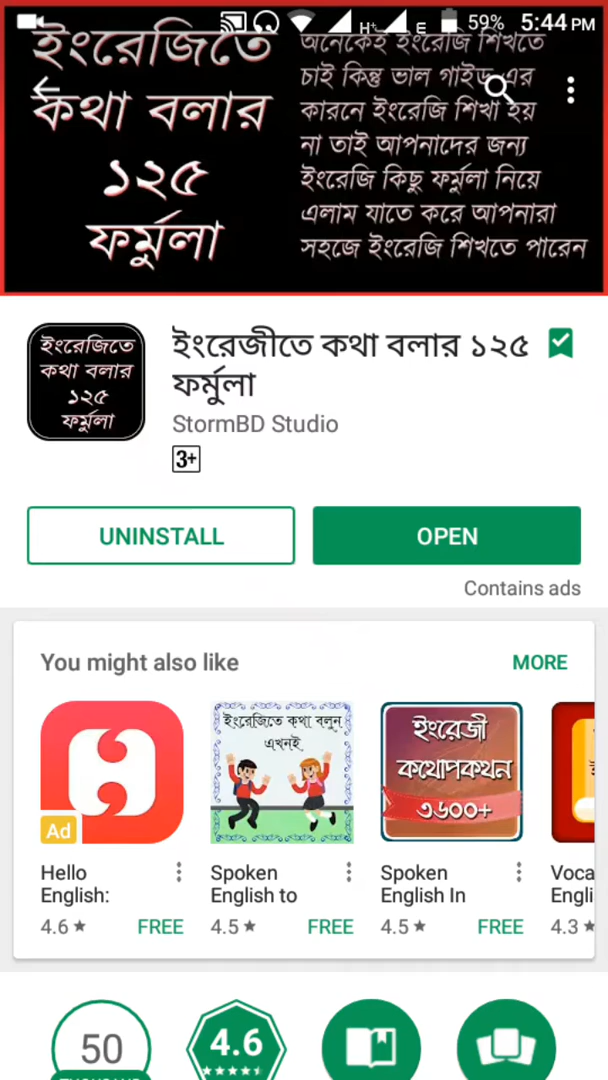 59% 5:44 PM
H+
E
ইংরেজিতে
কথা বলার
১২৫
ফর্মুলা
অনেকেই ইংরেজি শিখতে
চাই কিন্তু ভাল গাইড এর
কারনে ইংরেজি শিখা হয়
না তাই আপনাদের জন্য
ইংরেজি কিছু ফর্মুলা নিয়ে
এলাম যাতে করে আপনারা
সহজে ইংরেজি শিখতে পারেন
ইংরেজিতে
কথা বলার
১২৫
ফর্মুলা
ইংরেজীতে কথা বলার ১২৫
ফর্মুলা
StormBD Studio
3+
UNINSTALL
OPEN
Contains ads
You might also like
MORE
Ad
ইংরেজিতে কথা বলুন
এখনই
ইংরেজী
কথোপকথন
৩৬০০+
Hello
English:
4.6 ★ FREE
Spoken
English to
4.5 ★ FREE
Spoken
English In
4.5 ★ FREE
Voca
Engli
4.3 ★
50
THOUSAND
4.6